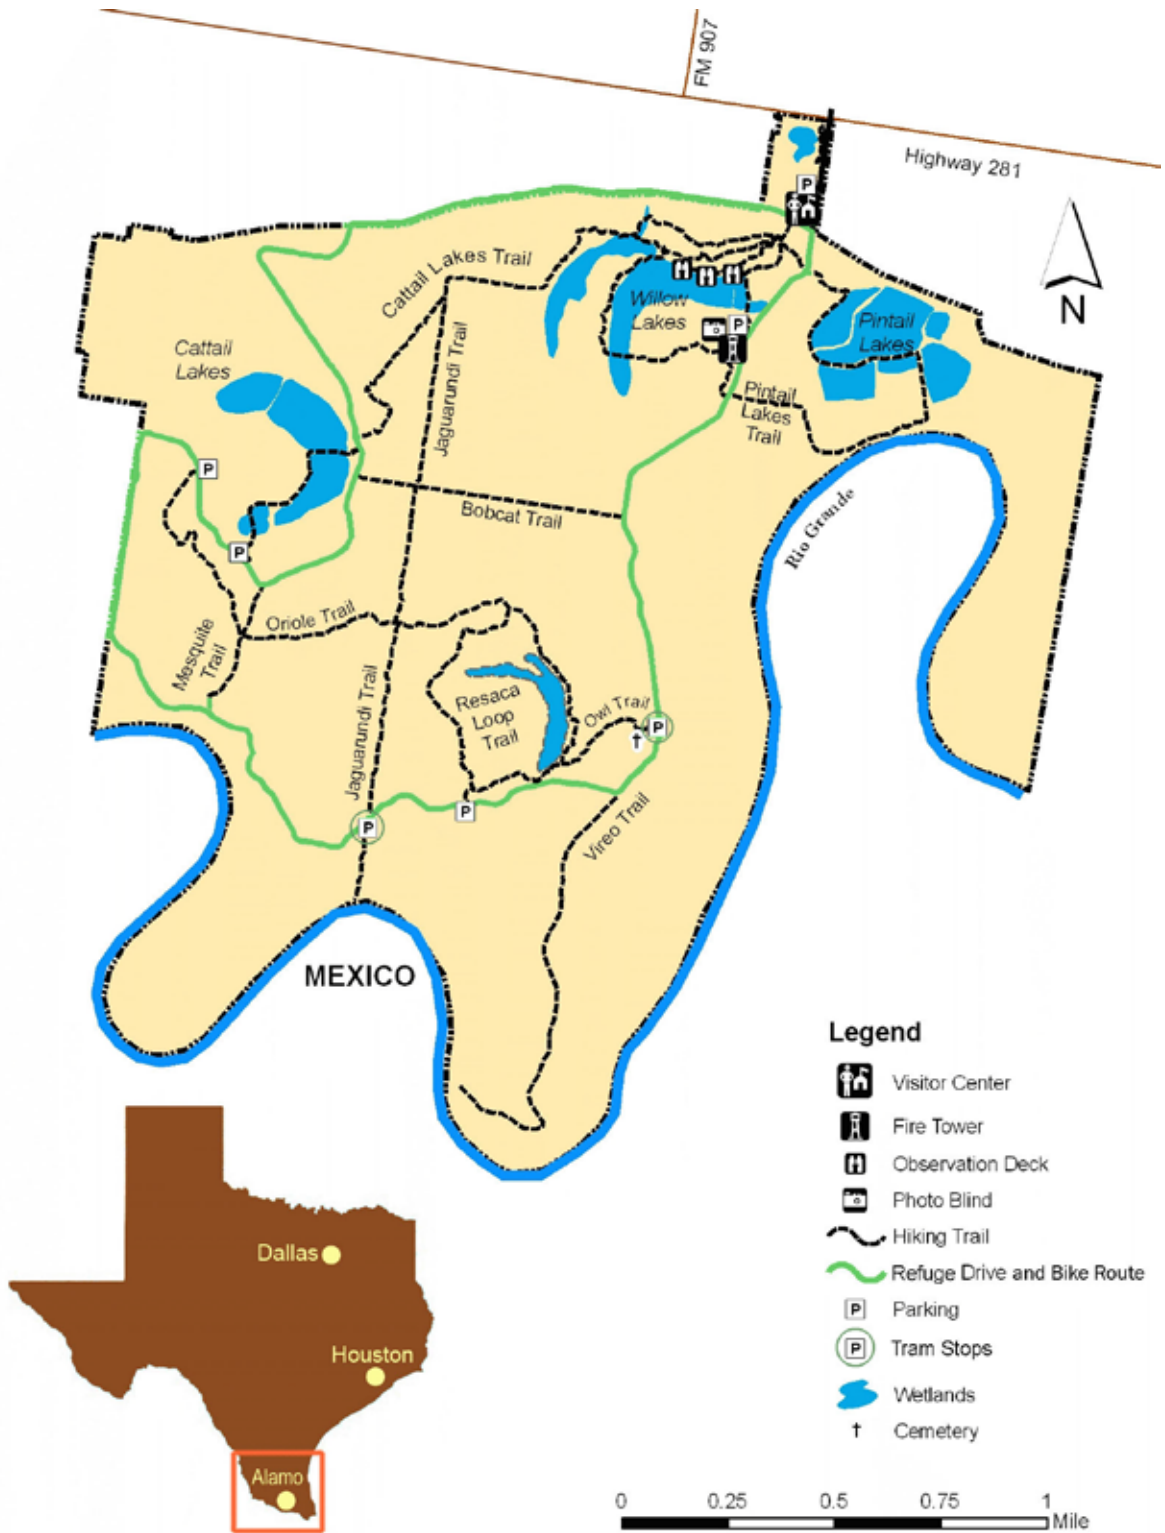 FM 907
Highway 281
P
N
Cattail Lakes Trail
Willow
Lakes
P
Pintail
Lakes
Cattail
Lakes
Jaguarundi Trail
Pintail
Lakes
Trail
P
Bobcat Trail
Rio Grande
P
Oriole Trail
Mesquite
Trail
Resaca
Loop
Trail
Owl Trail
P
Jaguarundi Trail
P
P
Vireo Trail
MEXICO
Legend
Visitor Center
Fire Tower
Observation Deck
Photo Blind
Hiking Trail
Refuge Drive and Bike Route
P Parking
P Tram Stops
Wetlands
Cemetery
Dallas
Houston
Alamo
0 0.25 0.5 0.75 1
Mile